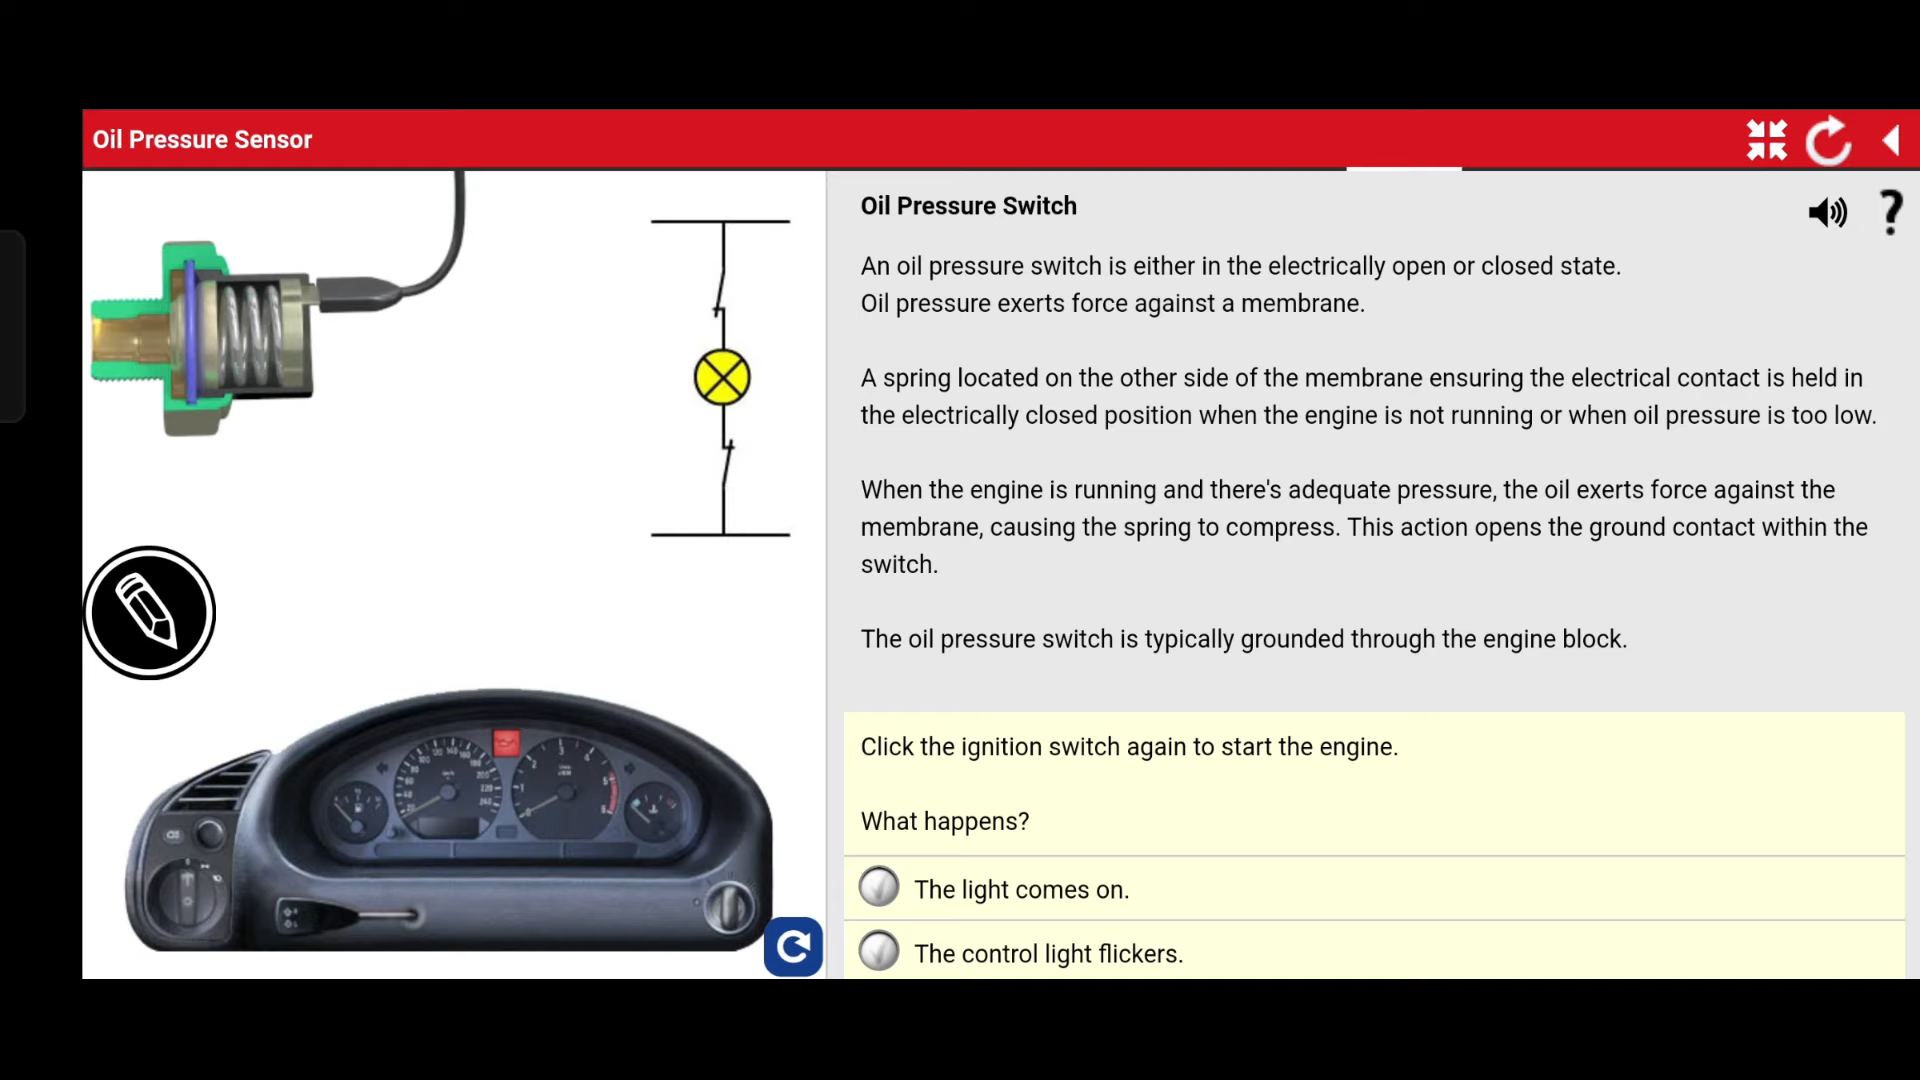 Oil Pressure Sensor
Oil Pressure Switch
An oil pressure switch is either in the electrically open or closed state.
Oil pressure exerts force against a membrane.
A spring located on the other side of the membrane ensuring the electrical contact is held in
the electrically closed position when the engine is not running or when oil pressure is too low.
When the engine is running and there's adequate pressure, the oil exerts force against the
membrane, causing the spring to compress. This action opens the ground contact within the
switch.
The oil pressure switch is typically grounded through the engine block.
Click the ignition switch again to start the engine.
What happens?
The light comes on.
The control light flickers.